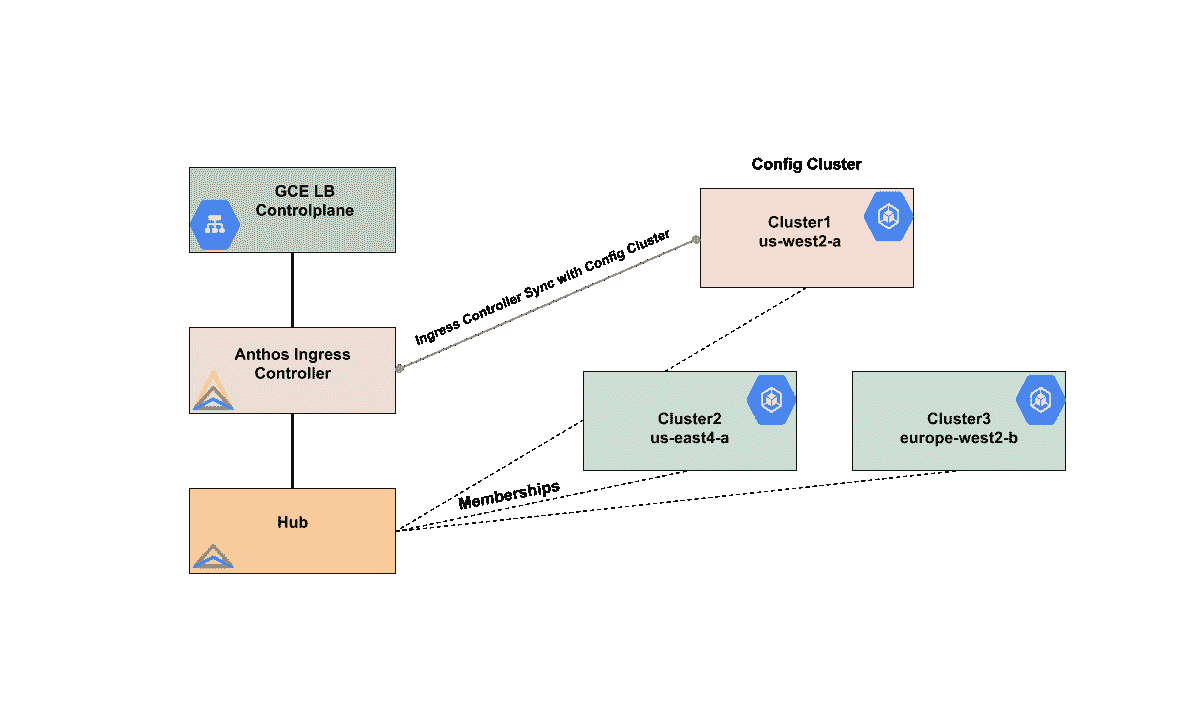 GCE LB
Controlplane
Config Cluster
Cluster1
us-west2-a
Ingress Controller Sync with Config Cluster
Anthos Ingress
Controller
Cluster2
us-east4-a
Cluster3
europe-west2-b
Memberships
Hub